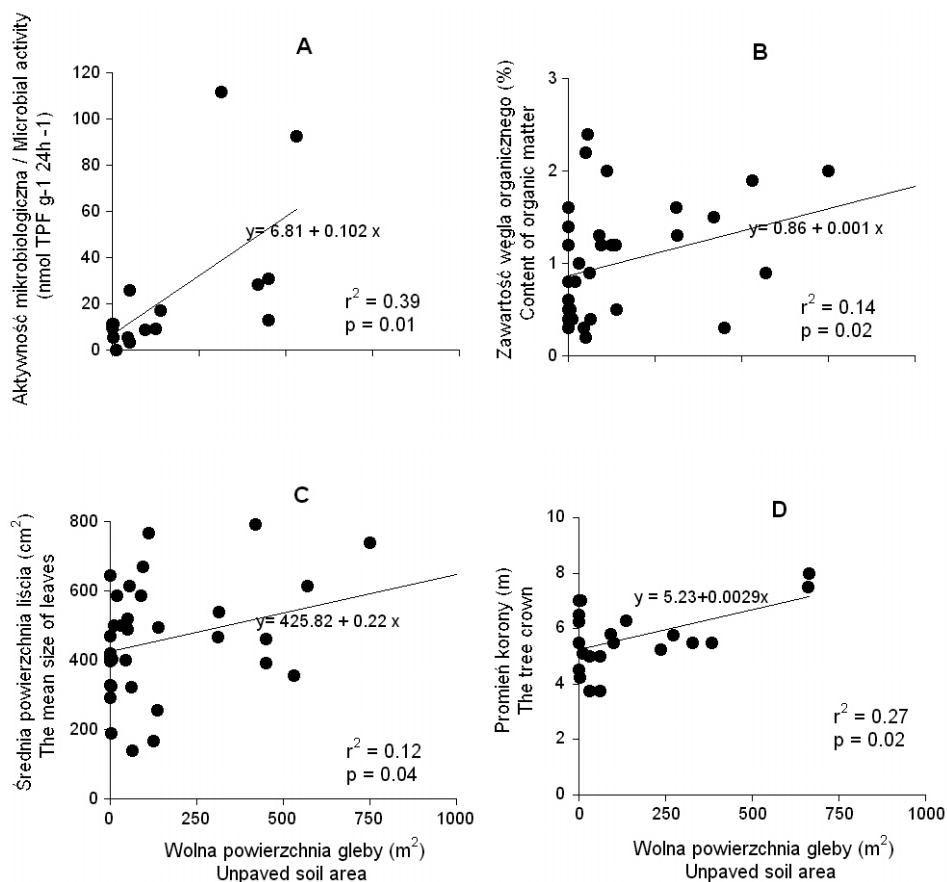 A
Aktywność mikrobiologiczna / Microbial activity
(nmol TPF g-1 24h -1)
120
100
80
60
40
20
0
0
250
500
750
1000
y= 6.81 + 0.102 x
r² = 0.39
p = 0.01
B
Zawartość węgla organicznego (%)
Content of organic matter
3
2
1
0
y= 0.86 + 0.001 x
r² = 0.14
p = 0.02
C
Średnia powierzchnia liścia (cm²)
The mean size of leaves
800
600
400
200
0
y= 425.82 + 0.22 x
r² = 0.12
p = 0.04
0
250
500
750
1000
Wolna powierzchnia gleby (m²)
Unpaved soil area
D
Promień korony (m)
The tree crown
10
8
6
4
2
0
y = 5.23+0.0029x
r² = 0.27
p = 0.02
0
250
500
750
1000
Wolna powierzchnia gleby (m²)
Unpaved soil area